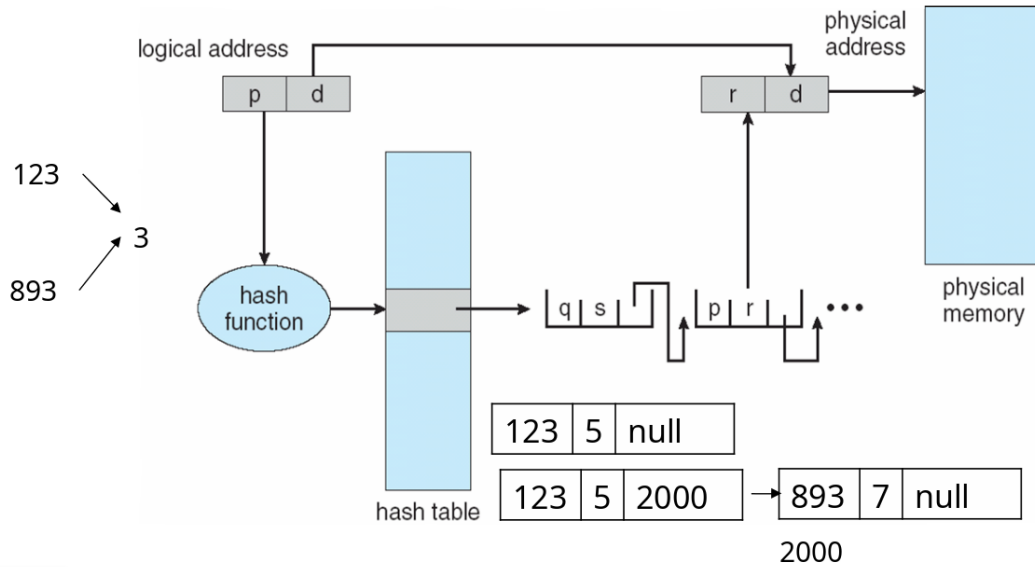 logical address
physical
address
p d
r d
123
3
893
hash
function
q s
p r
•••
physical
memory
123 5 null
123 5 2000
893 7 null
hash table
2000